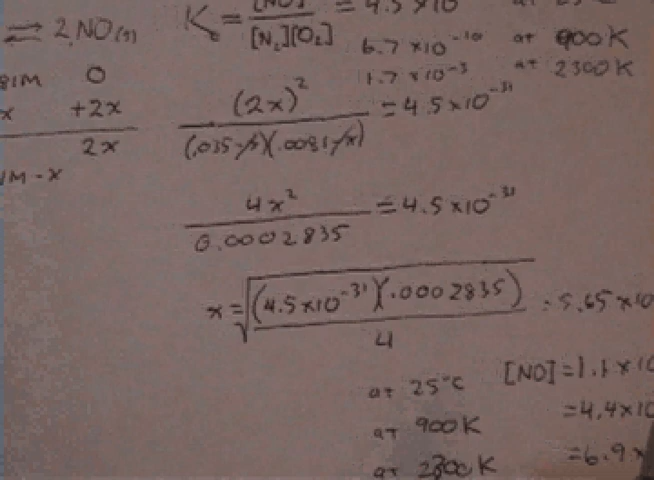 ⇌ 2NO(g) Kc = [NO]² / [N₂][O₂] = 4.5 × 10 at 25°C
6.7 × 10⁻¹⁰ at 900K
81M 0 1.7 × 10⁻³ at 2300K
x +2x (2x)² / (.035-x)(.0081-x) = 4.5 × 10⁻³¹
2x
1M - x
4x² / 0.0002835 = 4.5 × 10⁻³¹
x = √((4.5 × 10⁻³¹)(.0002835) / 4) = 5.65 × 10
at 25°C [NO] = 1.1 × 10
at 900K = 4.4 × 10
at 2300K = 6.9 ×